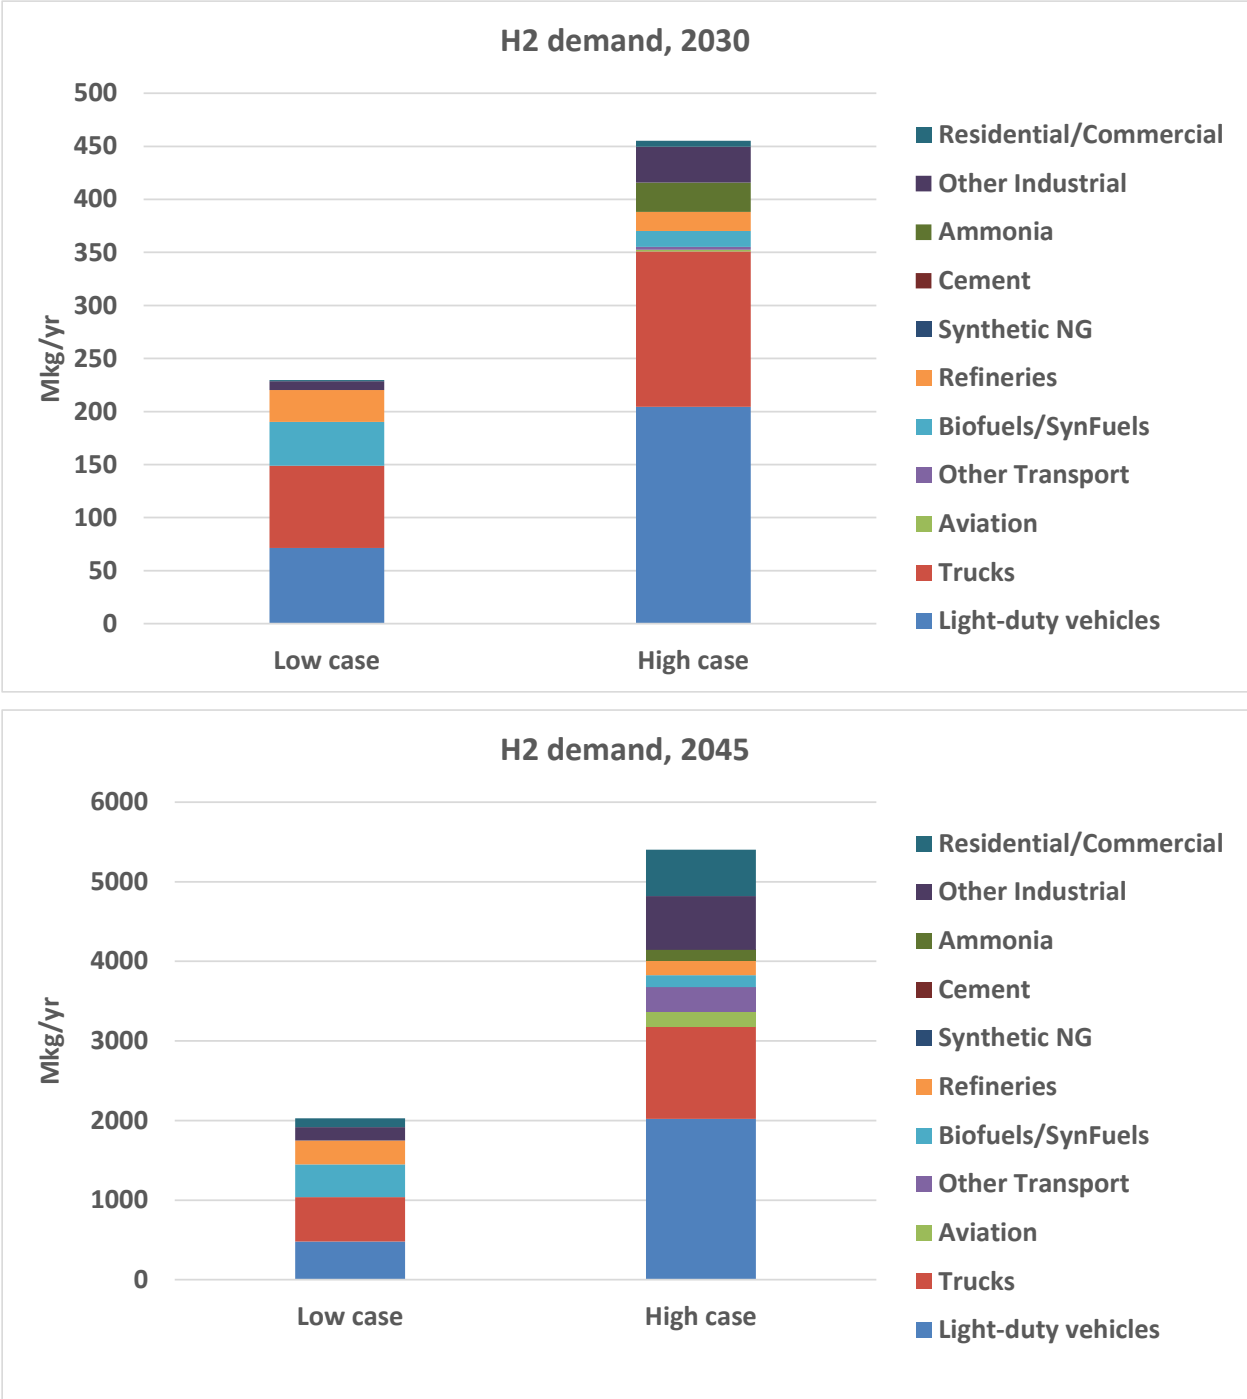 H2 demand, 2030
Mkg/yr
500
450
400
350
300
250
200
150
100
50
0
Low case
High case
Residential/Commercial
Other Industrial
Ammonia
Cement
Synthetic NG
Refineries
Biofuels/SynFuels
Other Transport
Aviation
Trucks
Light-duty vehicles
H2 demand, 2045
Mkg/yr
6000
5000
4000
3000
2000
1000
0
Low case
High case
Residential/Commercial
Other Industrial
Ammonia
Cement
Synthetic NG
Refineries
Biofuels/SynFuels
Other Transport
Aviation
Trucks
Light-duty vehicles